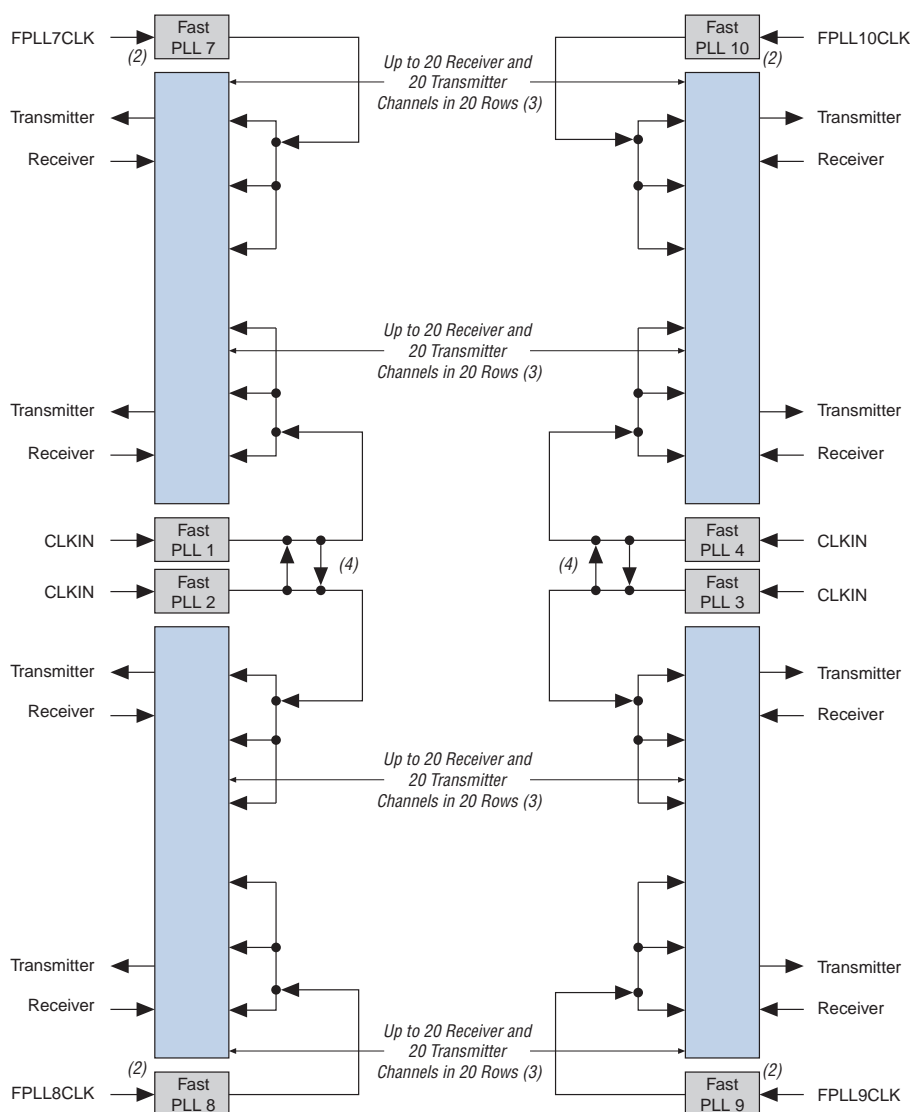 FPLL7CLK
(2)
Fast
PLL 7
Fast
PLL 10
(2)
FPLL10CLK
Up to 20 Receiver and
20 Transmitter
Channels in 20 Rows (3)
Transmitter
Receiver
Transmitter
Receiver
Up to 20 Receiver and
20 Transmitter
Channels in 20 Rows (3)
Transmitter
Receiver
Transmitter
Receiver
CLKIN
Fast
PLL 1
(4)
(4)
Fast
PLL 4
CLKIN
CLKIN
Fast
PLL 2
Fast
PLL 3
CLKIN
Transmitter
Receiver
Transmitter
Receiver
Up to 20 Receiver and
20 Transmitter
Channels in 20 Rows (3)
Transmitter
Receiver
Transmitter
Receiver
Up to 20 Receiver and
20 Transmitter
Channels in 20 Rows (3)
(2)
FPLL8CLK
Fast
PLL 8
Fast
PLL 9
(2)
FPLL9CLK